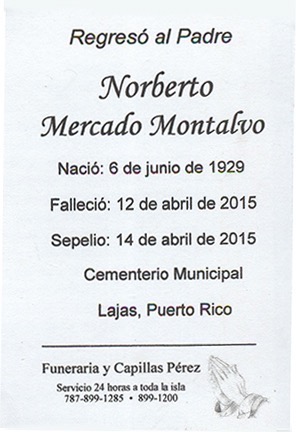 Regresó al Padre
Norberto
Mercado Montalvo
Nació: 6 de junio de 1929
Falleció: 12 de abril de 2015
Sepelio: 14 de abril de 2015
Cementerio Municipal
Lajas, Puerto Rico
Funeraria y Capillas Pérez
Servicio 24 horas a toda la isla
787-899-1285 • 899-1200